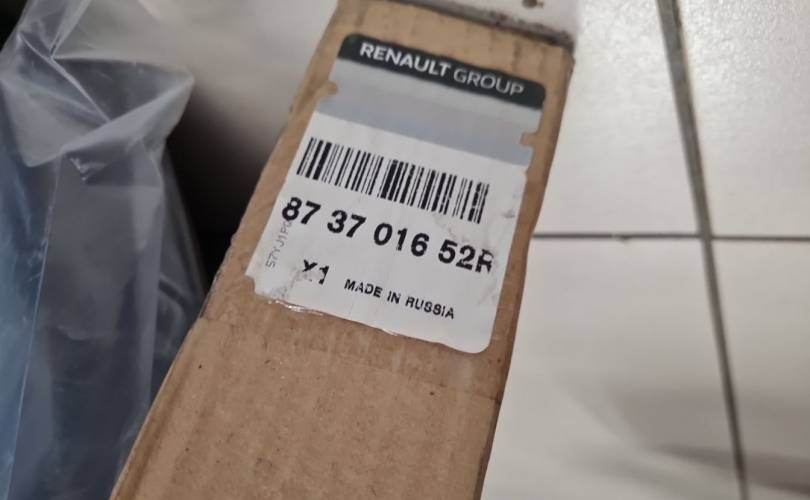 RENAULT GROUP
87 37 016 52R
X1 MADE IN RUSSIA